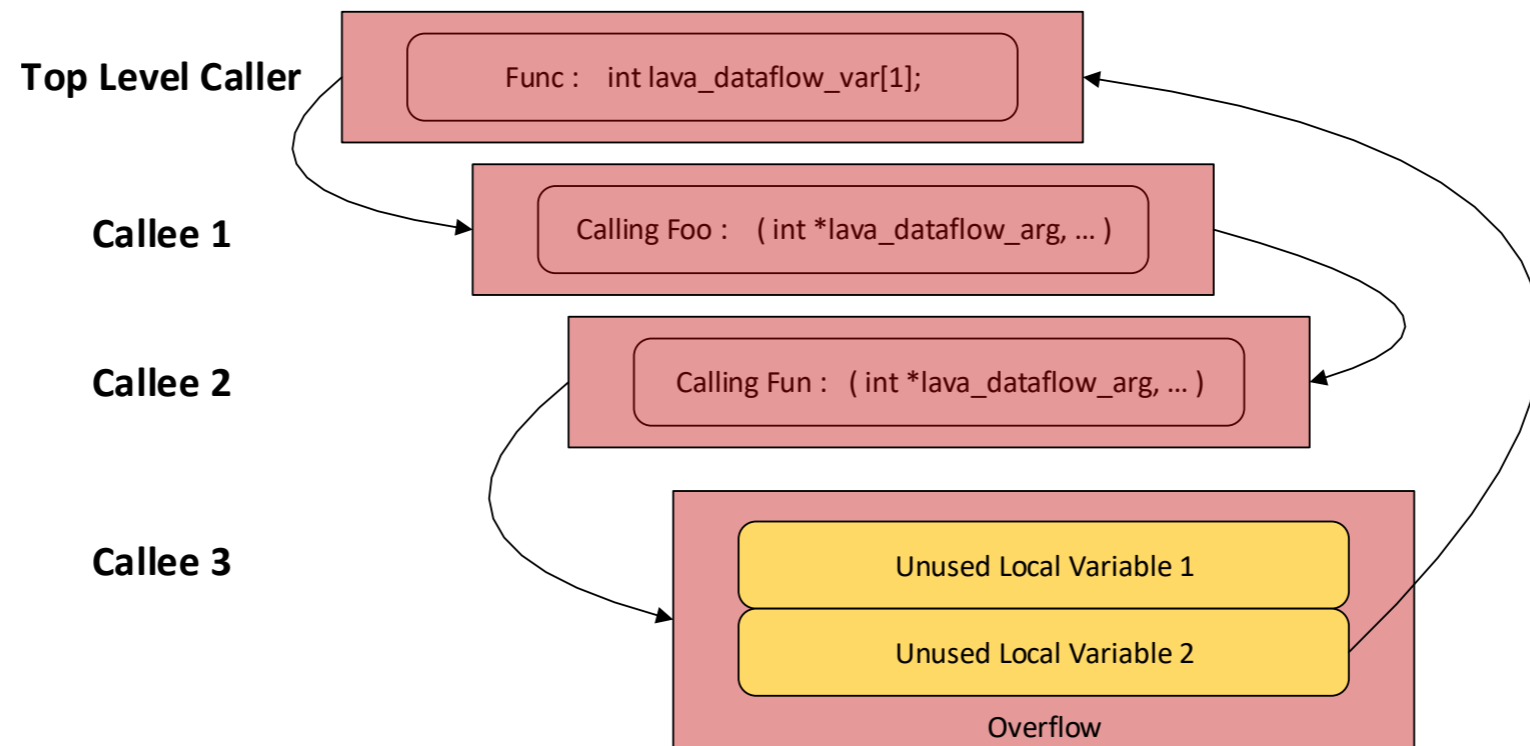 Top Level Caller
Func : int lava_dataflow_var[1];
Callee 1
Calling Foo : ( int *lava_dataflow_arg, ... )
Callee 2
Calling Fun : ( int *lava_dataflow_arg, ... )
Callee 3
Unused Local Variable 1
Unused Local Variable 2
Overflow